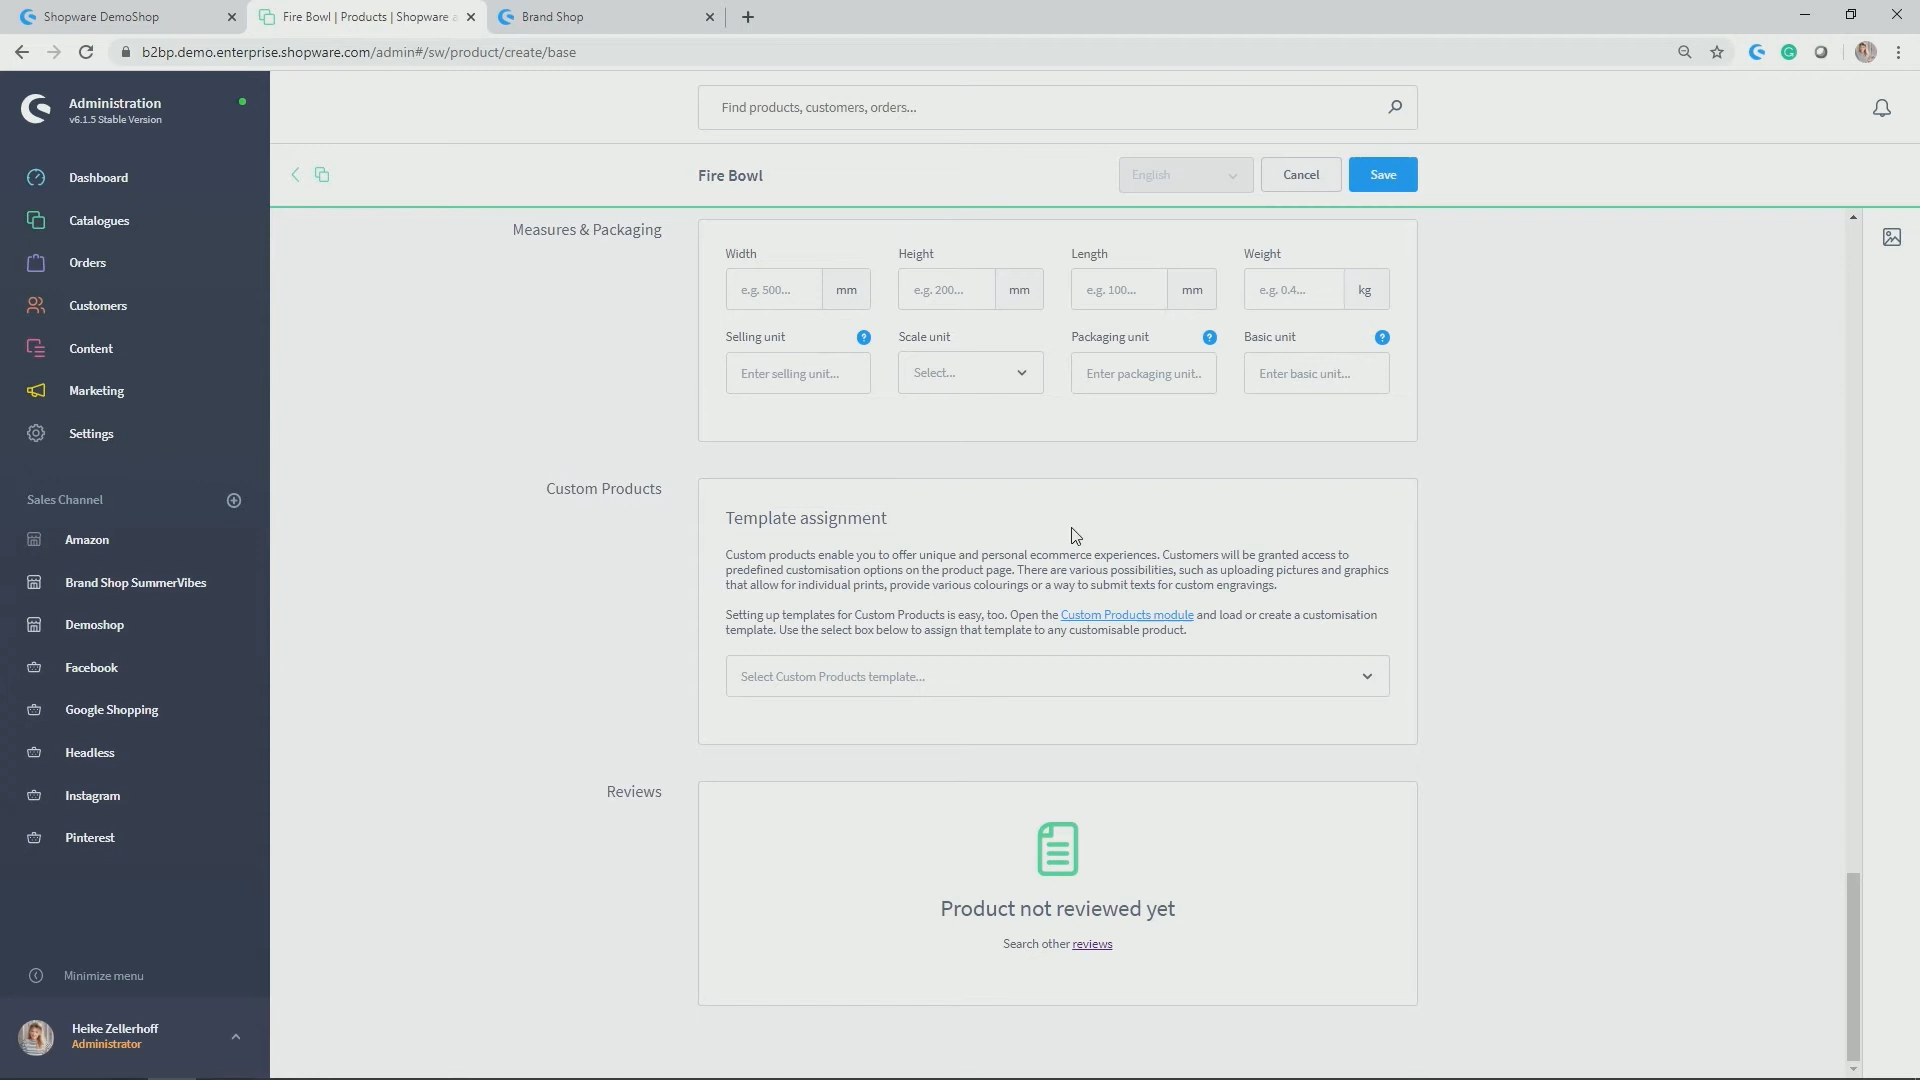 Shopware DemoShop
Fire Bowl | Products | Shopware a
Brand Shop
b2bp.demo.enterprise.shopware.com/admin#/sw/product/create/base
Administration
v6.1.5 Stable Version
Find products, customers, orders...
Fire Bowl
English
Cancel
Save
Dashboard
Catalogues
Orders
Customers
Content
Marketing
Settings
Sales Channel
Amazon
Brand Shop SummerVibes
Demoshop
Facebook
Google Shopping
Headless
Instagram
Pinterest
Minimize menu
Heike Zellerhoff
Administrator
Measures & Packaging
Width
Height
Length
Weight
e.g. 500... mm
e.g. 200... mm
e.g. 100... mm
e.g. 0.4... kg
Selling unit ?
Scale unit
Packaging unit ?
Basic unit ?
Enter selling unit...
Select...
Enter packaging unit..
Enter basic unit...
Custom Products
Template assignment
Custom products enable you to offer unique and personal ecommerce experiences. Customers will be granted access to
predefined customisation options on the product page. There are various possibilities, such as uploading pictures and graphics
that allow for individual prints, provide various colourings or a way to submit texts for custom engravings.
Setting up templates for Custom Products is easy, too. Open the Custom Products module and load or create a customisation
template. Use the select box below to assign that template to any customisable product.
Select Custom Products template...
Reviews
Product not reviewed yet
Search other reviews